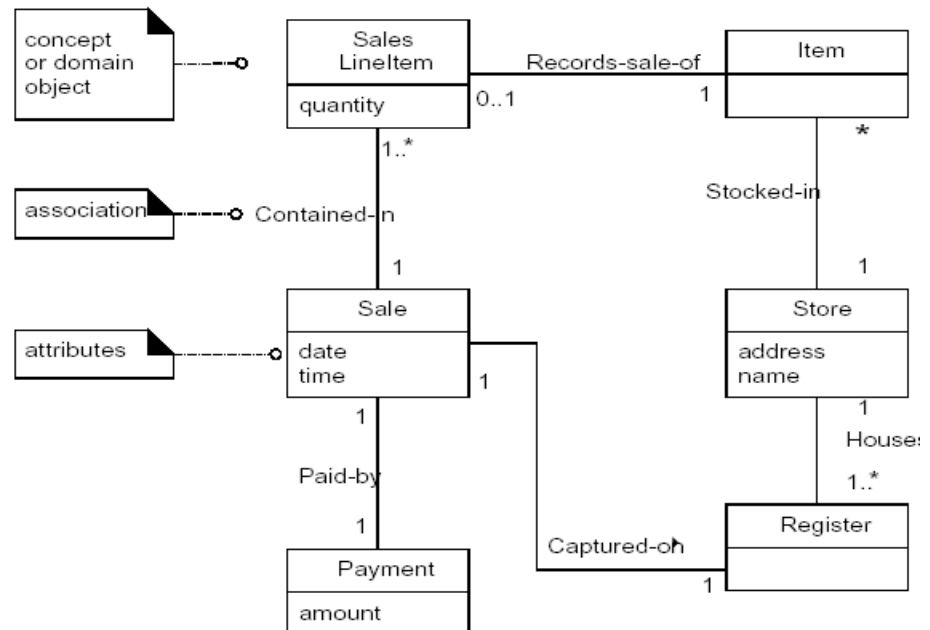 concept
or domain
object
Sales
LineItem
quantity
Records-sale-of
0..1
1
Item
1..*
*
association
Contained-in
Stocked-in
1
1
attributes
Sale
date
time
1
Store
address
name
1
1
Paid-by
Houses
1..*
1
Captured-on
1
Register
Payment
amount